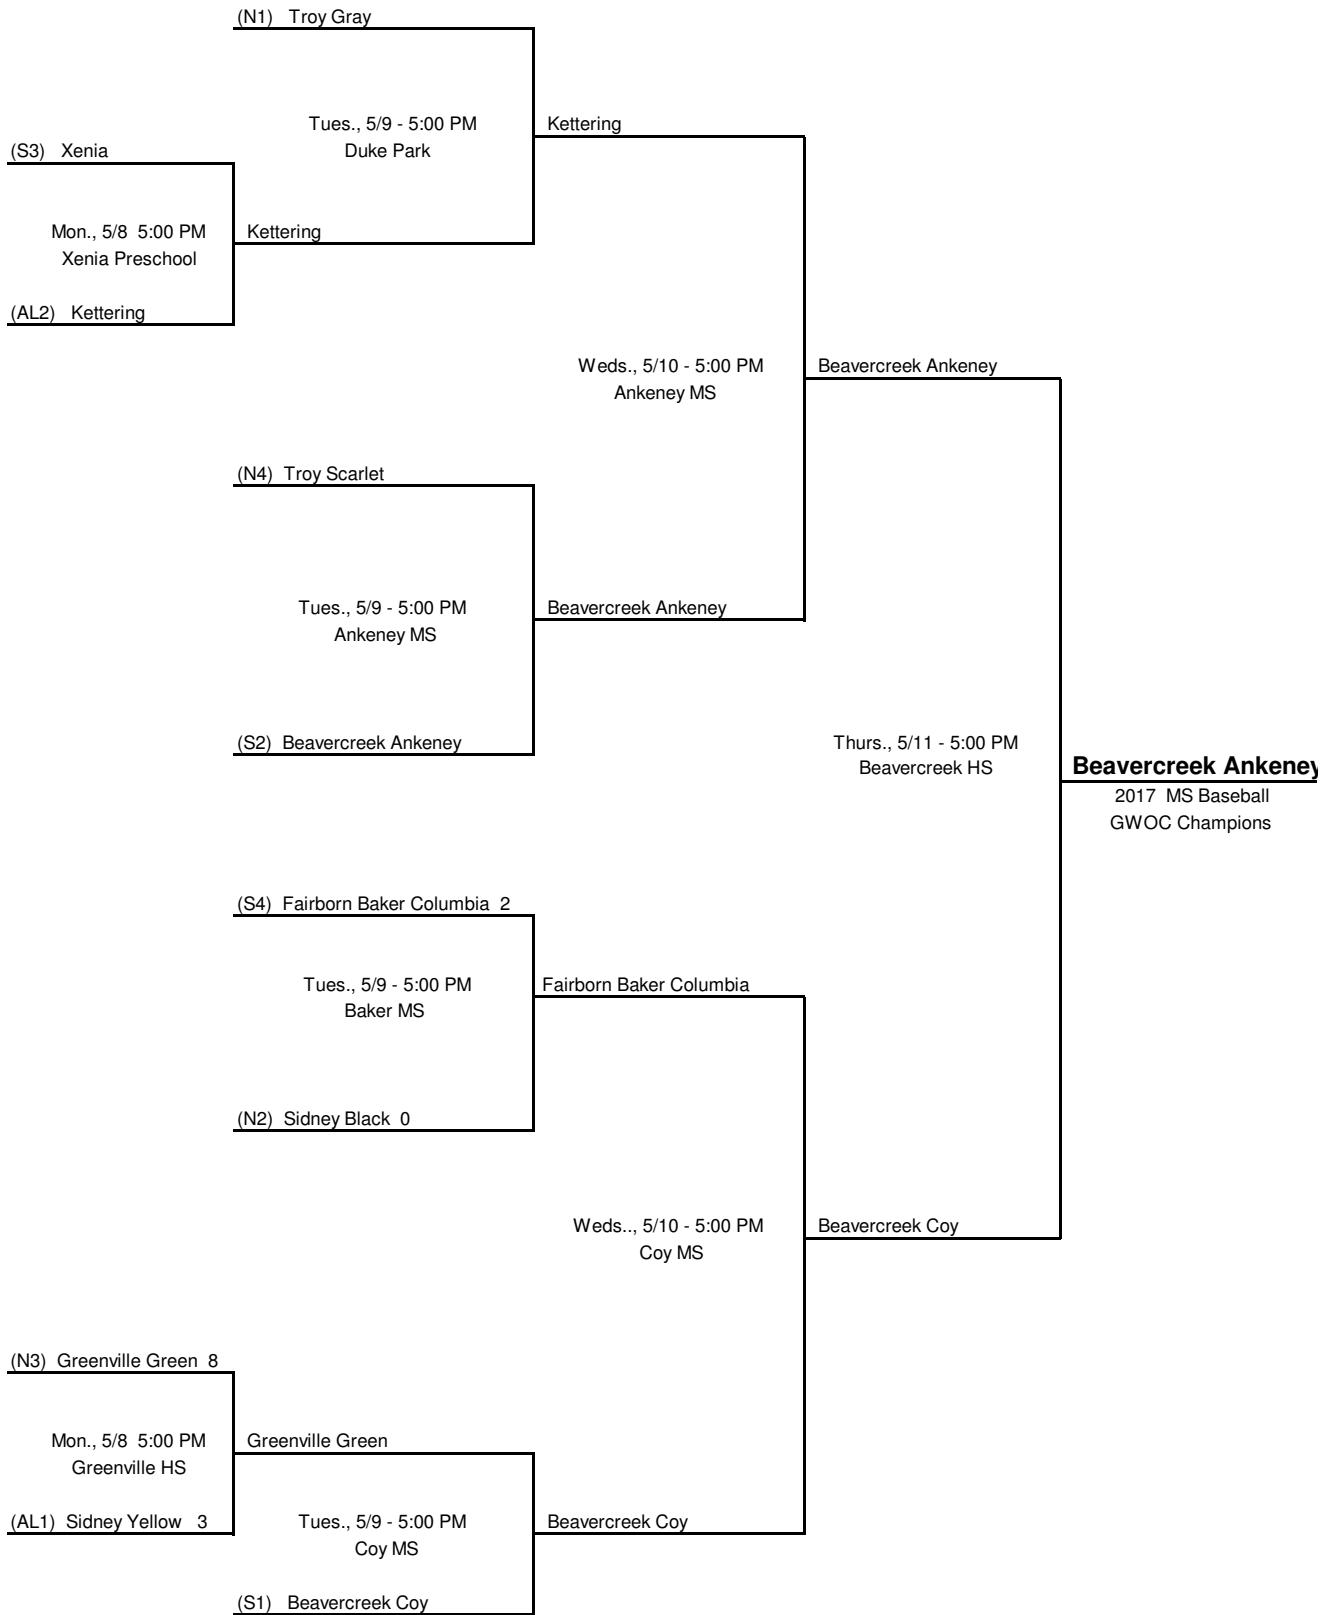 (N1) Troy Gray
Tues., 5/9 - 5:00 PM
Duke Park
Kettering
(S3) Xenia
Mon., 5/8 5:00 PM
Xenia Preschool
Kettering
(AL2) Kettering
Weds., 5/10 - 5:00 PM
Ankeney MS
Beavercreek Ankeney
(N4) Troy Scarlet
Tues., 5/9 - 5:00 PM
Ankeney MS
Beavercreek Ankeney
(S2) Beavercreek Ankeney
Thurs., 5/11 - 5:00 PM
Beavercreek HS
Beavercreek Ankeney
2017 MS Baseball
GWOC Champions
(S4) Fairborn Baker Columbia 2
Tues., 5/9 - 5:00 PM
Baker MS
Fairborn Baker Columbia
(N2) Sidney Black 0
Weds.., 5/10 - 5:00 PM
Coy MS
Beavercreek Coy
(N3) Greenville Green 8
Mon., 5/8 5:00 PM
Greenville HS
Greenville Green
(AL1) Sidney Yellow 3
Tues., 5/9 - 5:00 PM
Coy MS
Beavercreek Coy
(S1) Beavercreek Coy